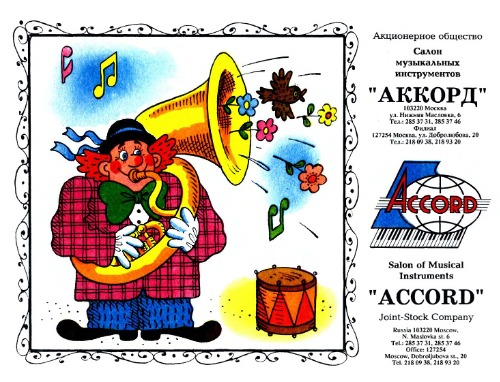 Акционерное общество
Салон
музыкальных
инструментов
"АККОРД"
103220 Москва
ул. Нижняя Масловка, 6
Тел.: 285 37 31, 285 37 46
Филиал
127254 Москва, ул. Добролюбова, 20
Тел.: 218 09 38, 218 93 20
ACCORD
Salon of Musical
Instruments
"ACCORD"
Joint-Stock Company
Russia 103220 Moscow,
N. Maslovka st. 6
Tel.: 285 37 31, 285 37 46
Office: 127254
Moscow, Dobroljubova st., 20
Tel. 218 09 38, 218 93 20